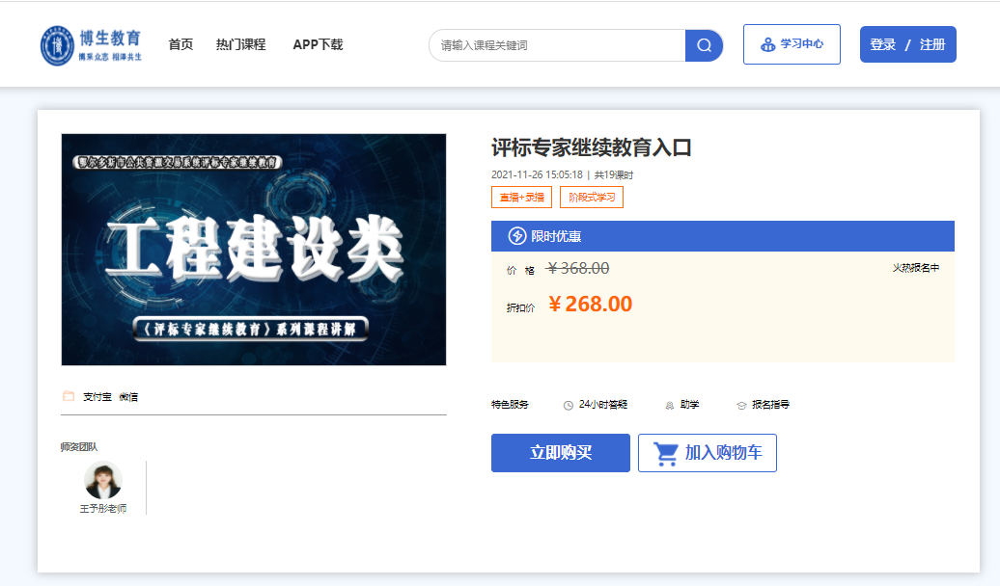 博生教育
博采众志 相泽共生
首页 热门课程 APP下载
请输入课程关键词
学习中心
登录 / 注册
鄂尔多斯市公共资源交易系统评标专家继续教育
工程建设类
《评标专家继续教育》系列课程讲解
支付宝 微信
师资团队
王予彤老师
评标专家继续教育入口
2021-11-26 15:05:18 | 共19课时
直播+录播 阶段式学习
限时优惠
价 格 ¥368.00 火热报名中
折扣价 ¥268.00
特色服务 24小时答疑 助学 报名指导
立即购买 加入购物车